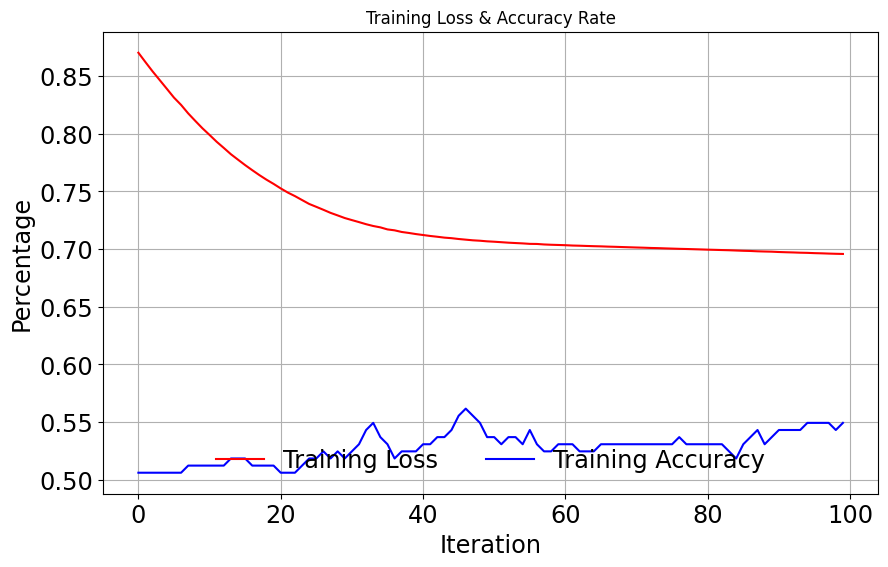 Training Loss & Accuracy Rate
Percentage
0.85
0.80
0.75
0.70
0.65
0.60
0.55
0.50
Training Loss Training Accuracy
0 20 40 60 80 100
Iteration